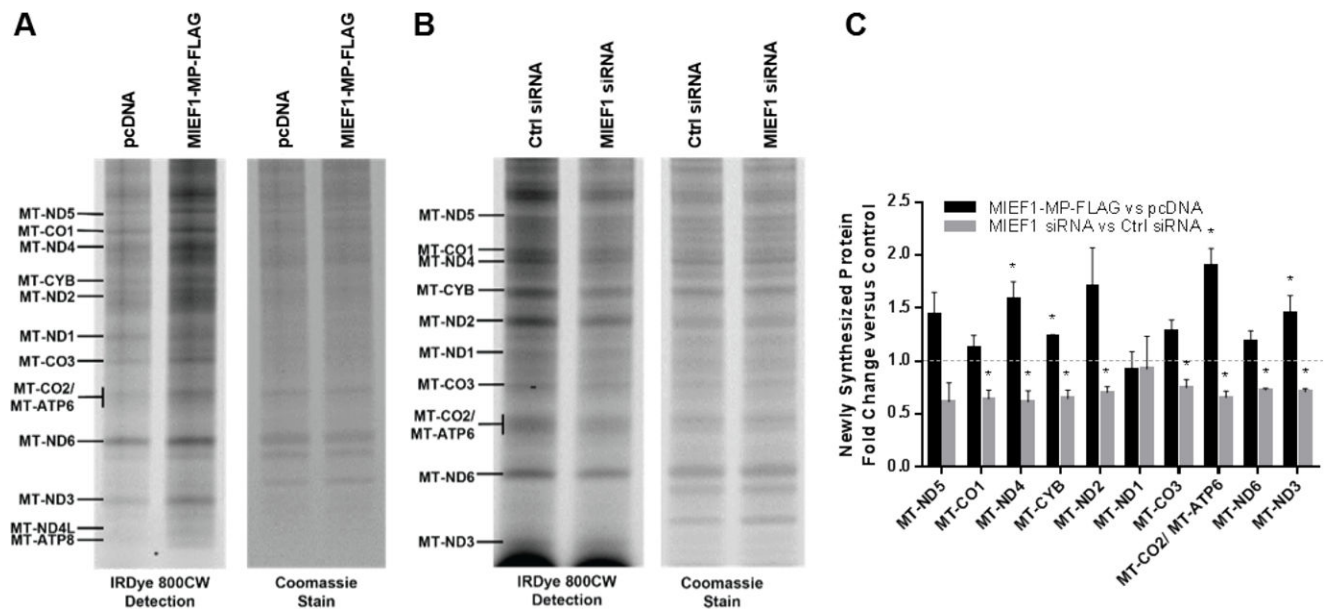 A
pcDNA
MIEF1-MP-FLAG
pcDNA
MIEF1-MP-FLAG
MT-ND5
MT-CO1
MT-ND4
MT-CYB
MT-ND2
MT-ND1
MT-CO3
MT-CO2/
MT-ATP6
MT-ND6
MT-ND3
MT-ND4L
MT-ATP8
IRDye 800CW
Detection
Coomassie
Stain
B
Ctrl siRNA
MIEF1 siRNA
Ctrl siRNA
MIEF1 siRNA
MT-ND5
MT-CO1
MT-ND4
MT-CYB
MT-ND2
MT-ND1
MT-CO3
MT-CO2/
MT-ATP6
MT-ND6
MT-ND3
IRDye 800CW
Detection
Coomassie
Stain
C
Newly Synthesized Protein
Fold Change versus Control
2.5
2.0
1.5
1.0
0.5
0.0
MIEF1-MP-FLAG vs pcDNA
MIEF1 siRNA vs Ctrl siRNA
* * * * * * * * * * * *
MT-ND5
MT-CO1
MT-ND4
MT-CYB
MT-ND2
MT-ND1
MT-CO3
MT-CO2/ MT-ATP6
MT-ND6
MT-ND3